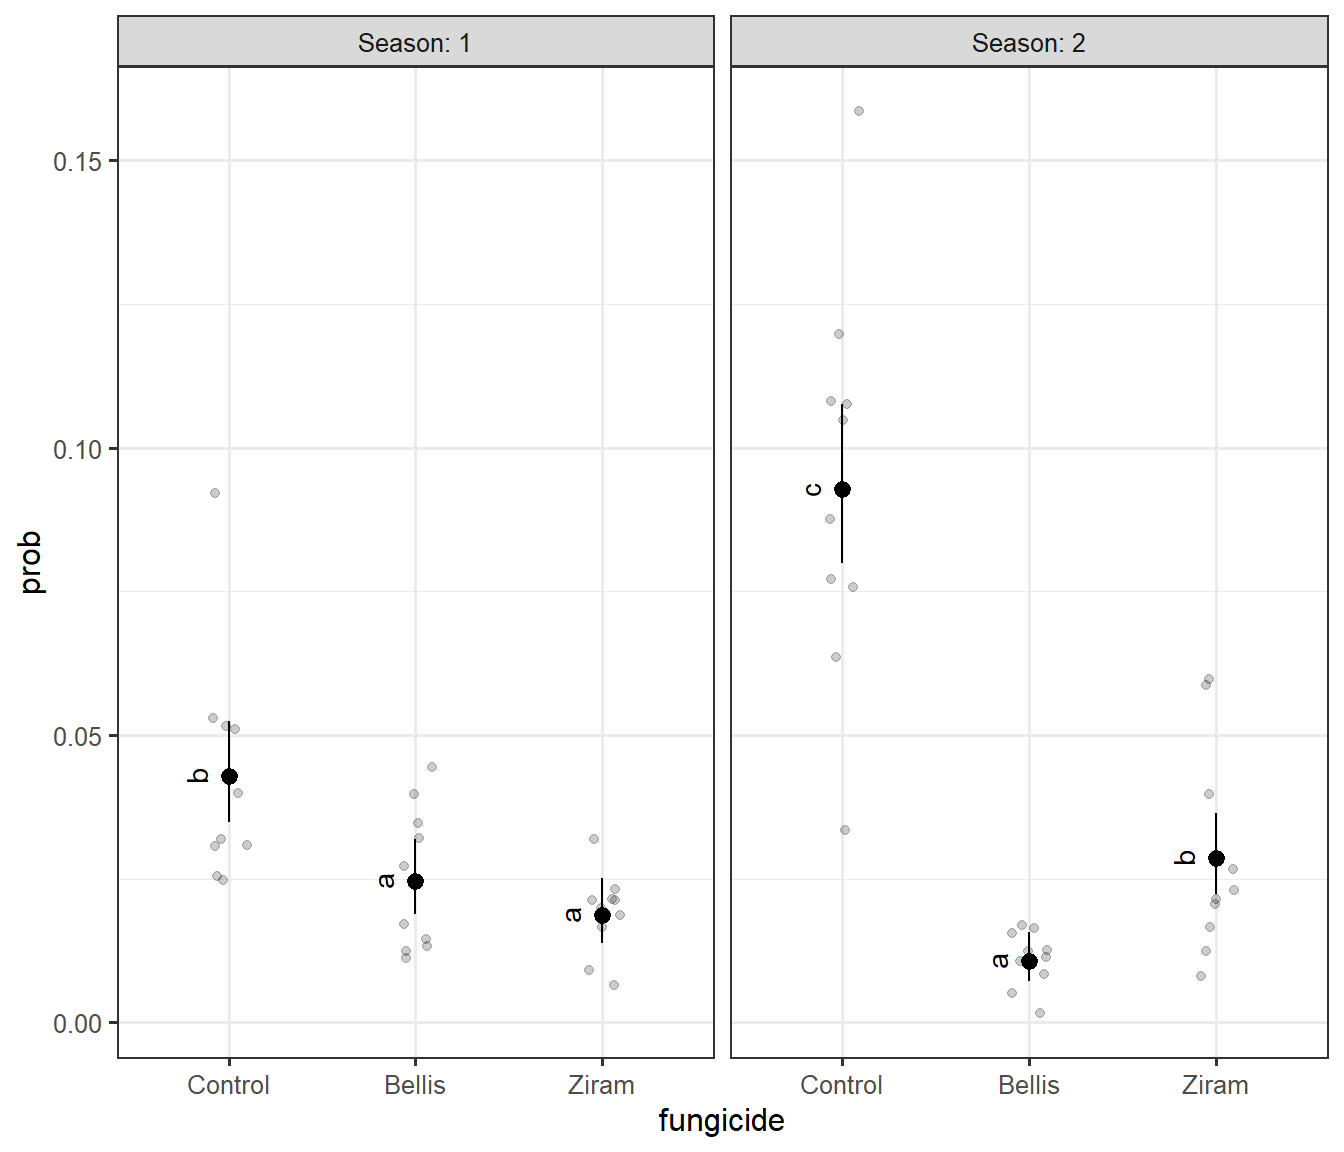 Season: 1
Season: 2
prob
0.15
0.10
0.05
0.00
b
a
a
c
a
b
Control Bellis Ziram
Control Bellis Ziram
fungicide